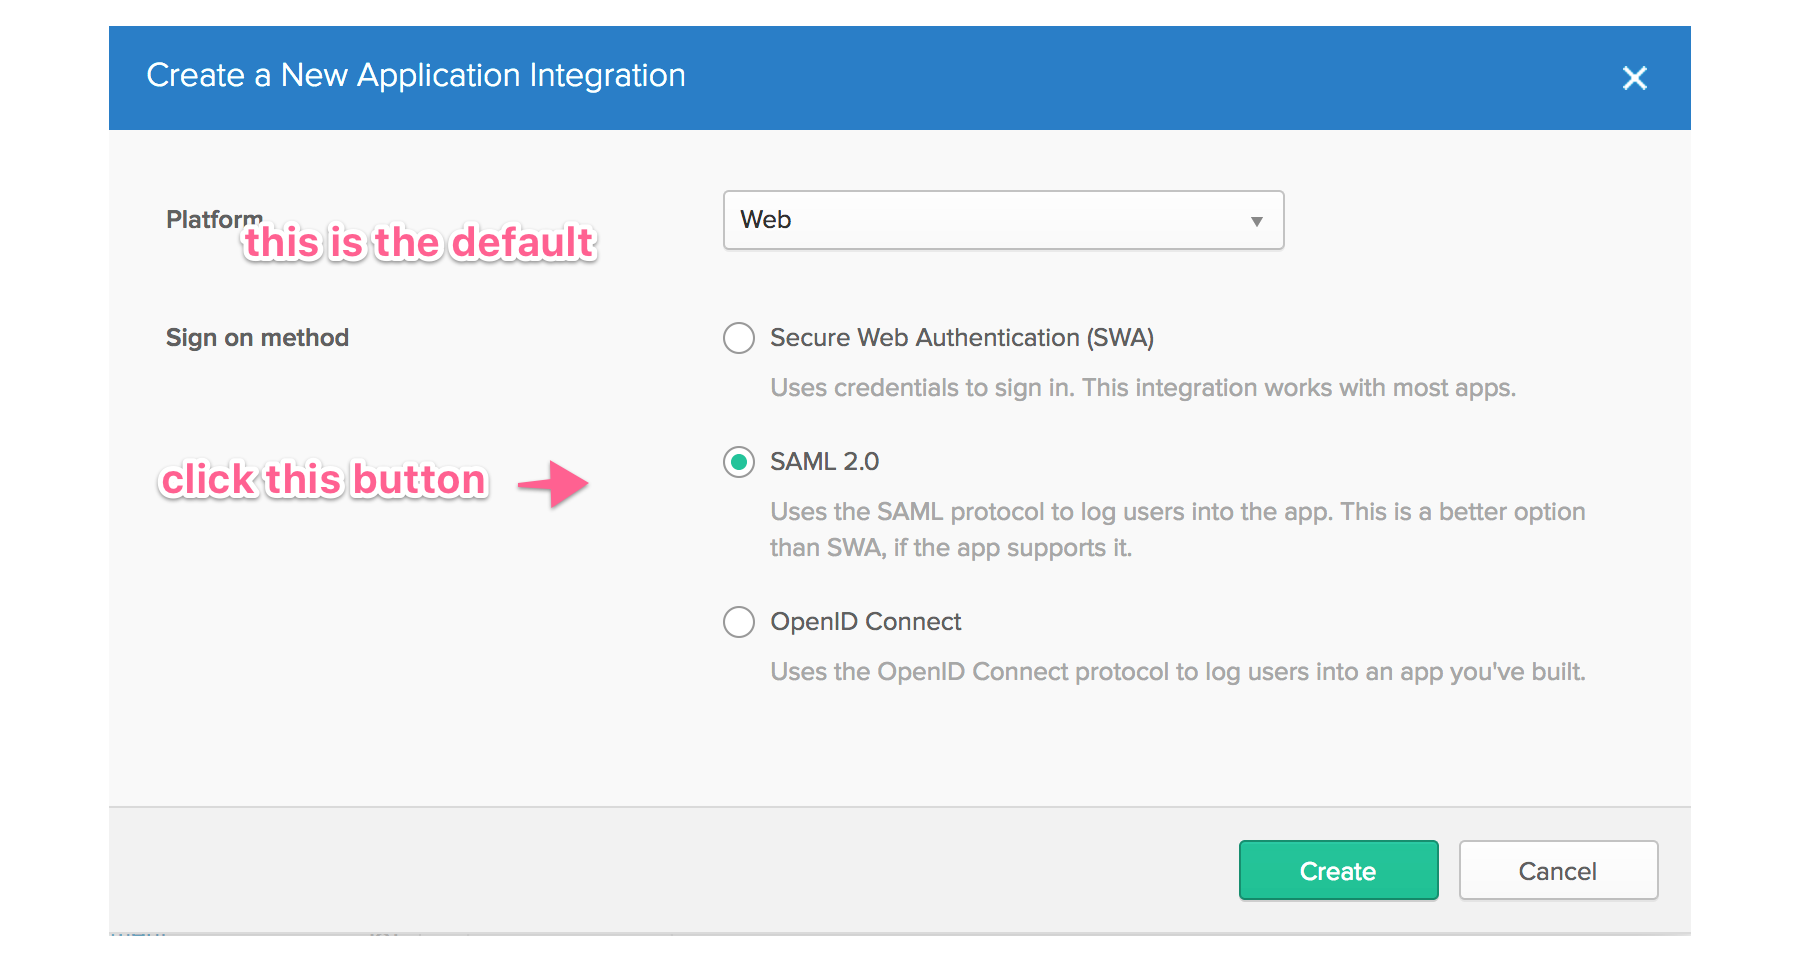 Create a New Application Integration
Platform
this is the default
Web
Sign on method
Secure Web Authentication (SWA)
Uses credentials to sign in. This integration works with most apps.
click this button
SAML 2.0
Uses the SAML protocol to log users into the app. This is a better option
than SWA, if the app supports it.
OpenID Connect
Uses the OpenID Connect protocol to log users into an app you've built.
Create
Cancel